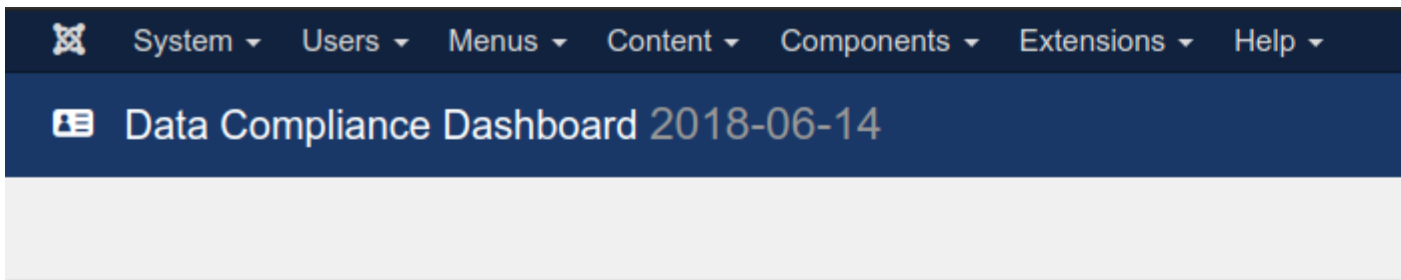 System Users Menus Content Components Extensions Help
Data Compliance Dashboard 2018-06-14